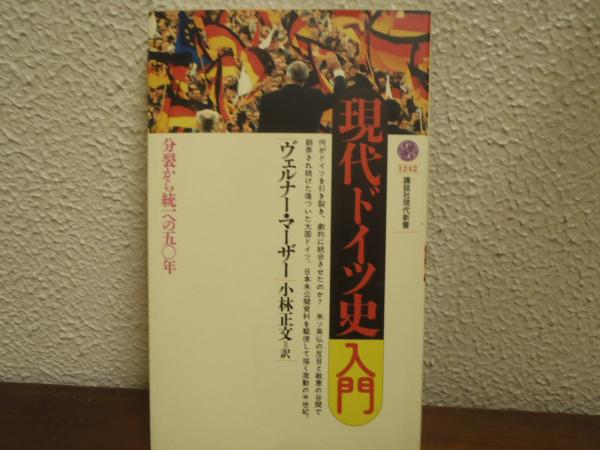 現代ドイツ史入門
1242
講談社現代新書
何がドイツを引き裂き、劇的に統合させたのか? 米ソ英仏の反目と敵意の谷間で
翻弄され続けた傷ついた大国ドイツ。日本未公開資料を駆使して描く激動の半世紀。
ヴェルナー・マーザー
小林正文=訳
分裂から統一への五〇年